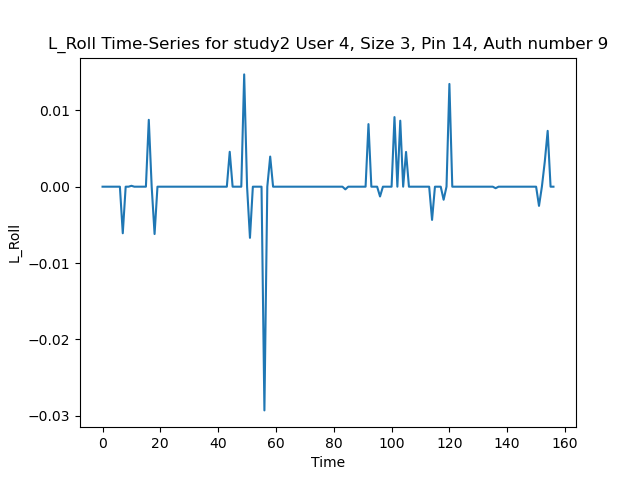 L_Roll Time-Series for study2 User 4, Size 3, Pin 14, Auth number 9
0.01
0.00
−0.01
−0.02
−0.03
L_Roll
0 20 40 60 80 100 120 140 160
Time